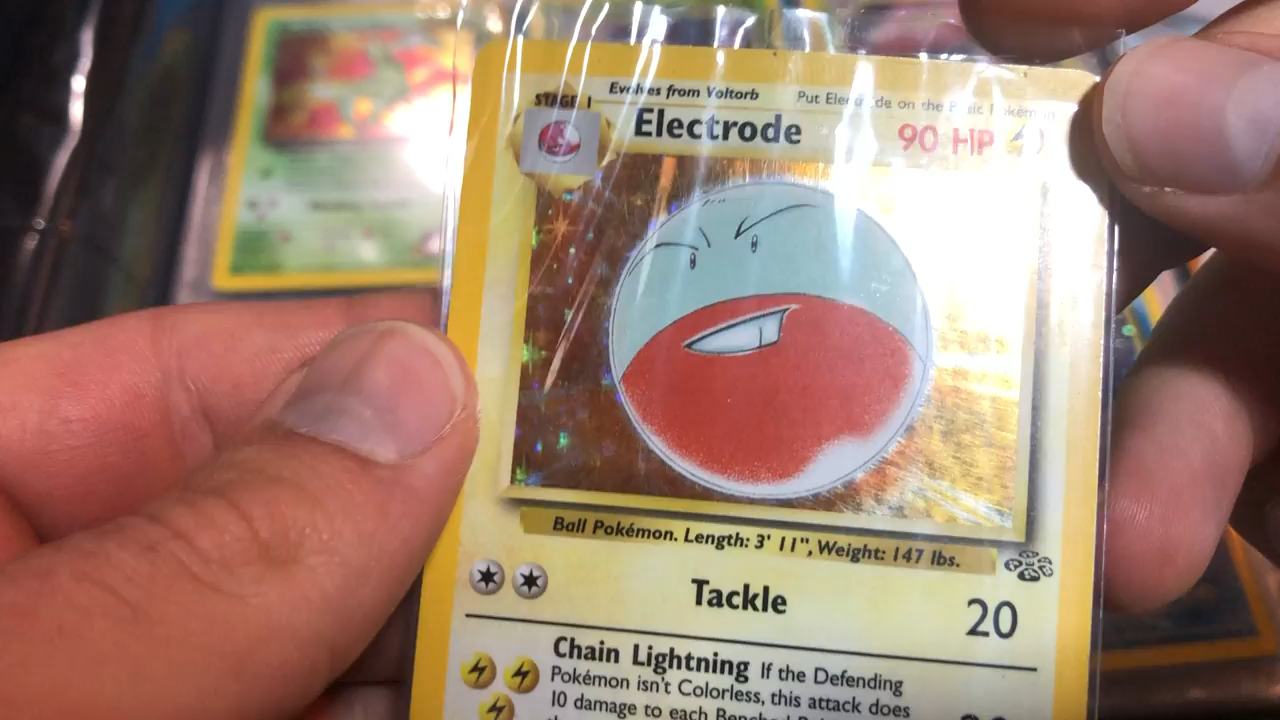 Evolves from Voltorb
Put Electrode on the Basic Pokémon
STAGE 1
Electrode
90 HP
Ball Pokémon. Length: 3' 11", Weight: 147 lbs.
Tackle
20
Chain Lightning If the Defending
Pokémon isn't Colorless, this attack does
10 damage to each Benched